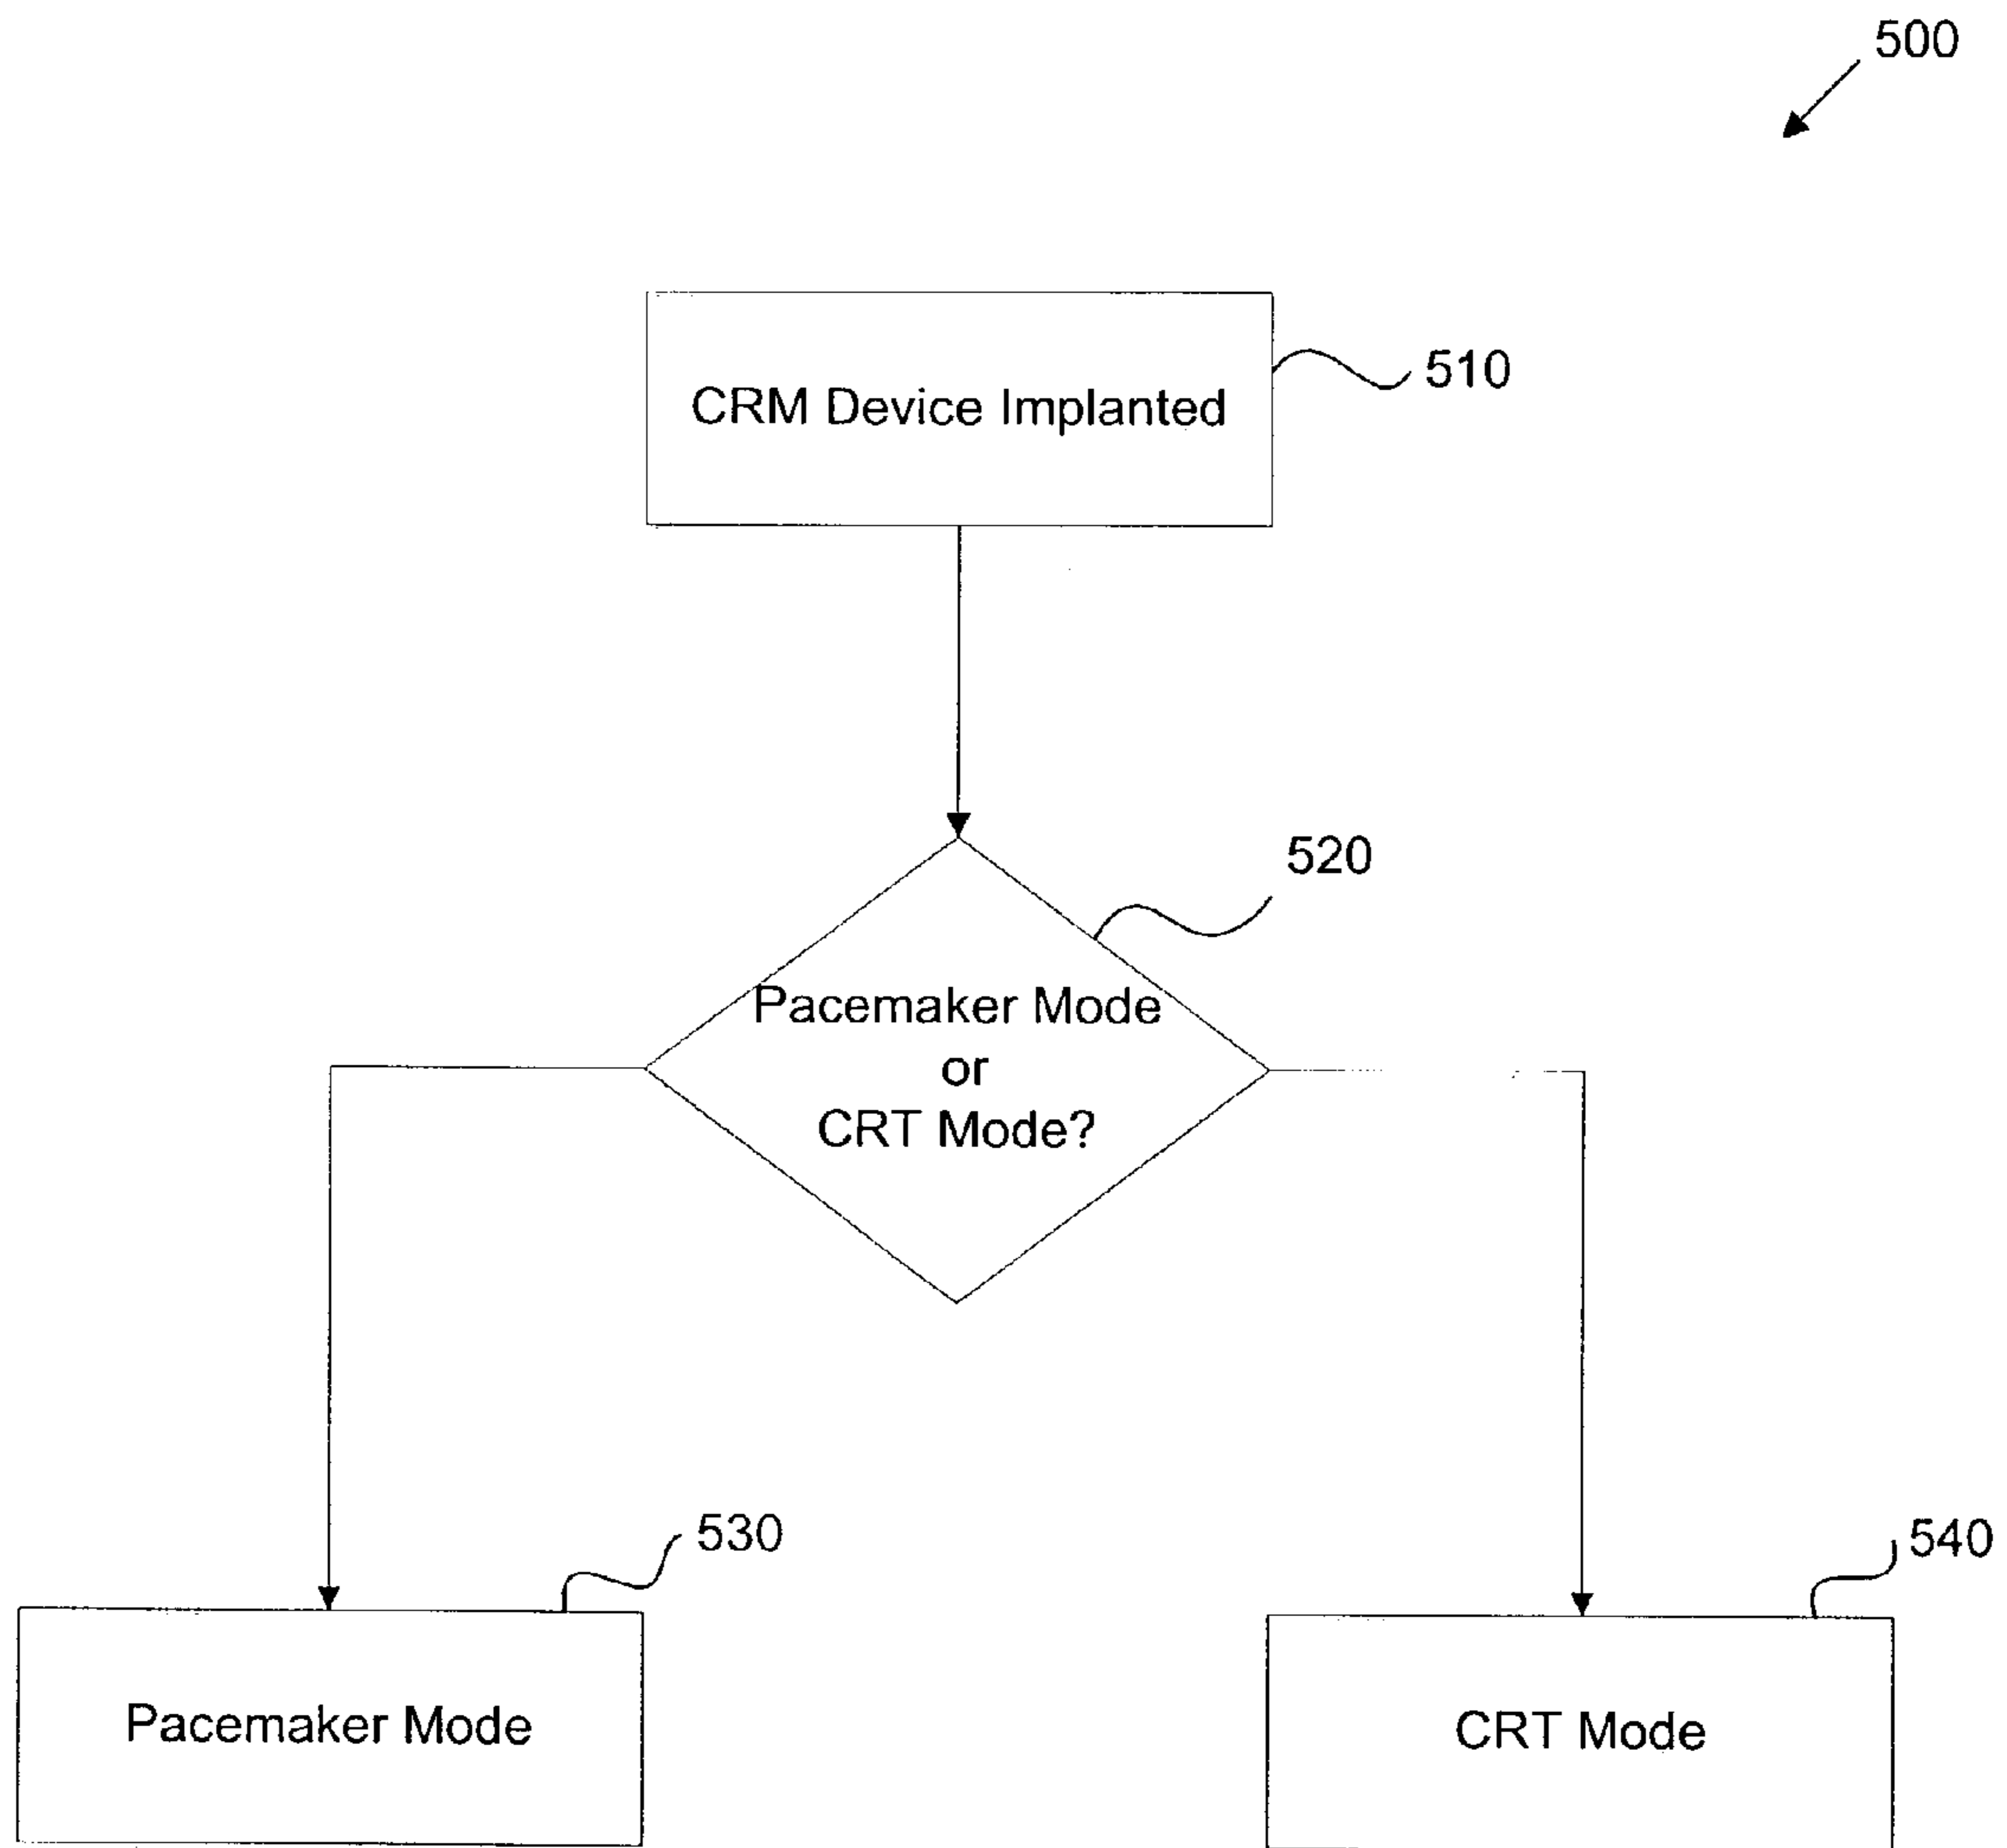 500
CRM Device Implanted
510
520
Pacemaker Mode
or
CRT Mode?
530
540
Pacemaker Mode
CRT Mode